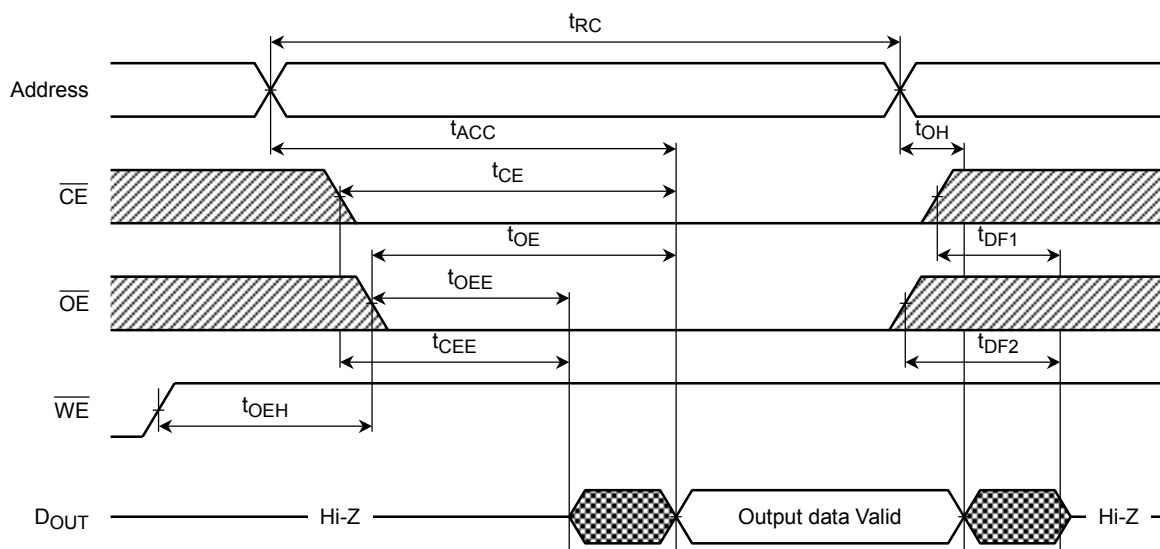 tRC
Address
tACC
tOH
CE
tCE
tOE
tDF1
OE
tOEE
tCEE
tDF2
WE
tOEH
DOUT
Hi-Z
Output data Valid
Hi-Z